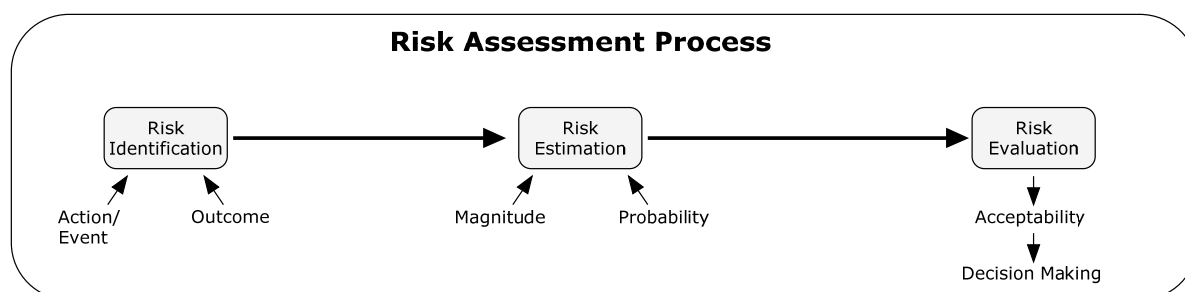 Risk Assessment Process
Risk
Identification
Risk
Estimation
Risk
Evaluation
Action/
Event
Outcome
Magnitude
Probability
Acceptability
Decision Making